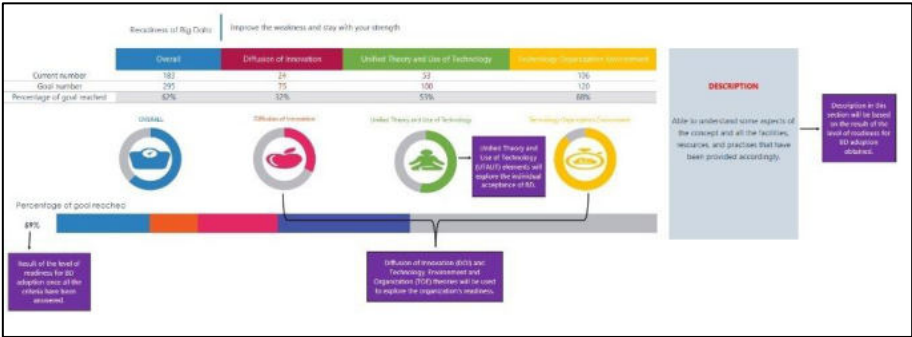 Readiness of Big Data
Improve the weakness and stay with your strength
Overall
Diffusion of Innovation
Unified Theory and Use of Technology
Technology Organization Environment
Current number 183 24 53 106
Goal number 295 75 100 120
Percentage of goal reached 62% 32% 53% 88%
OVERALL
Diffusion of Innovation
Unified Theory and Use of Technology
Technology Organization Environment
Unified Theory and
Use of Technology
(UTAUT) elements will
explore the individual
acceptance of BD.
DESCRIPTION
Able to understand some aspects of
the concept and all the facilities,
resources, and practises that have
been provided accordingly.
Description in this
section will be based
on the result of the
level of readiness for
BD adoption
obtained.
Percentage of goal reached
69%
Result of the level of
readiness for BD
adoption once all the
criteria have been
answered.
Diffusion of Innovation (DOI) and
Technology, Environment and
Organization (TOE) theories will be used
to explore the organization's readiness.